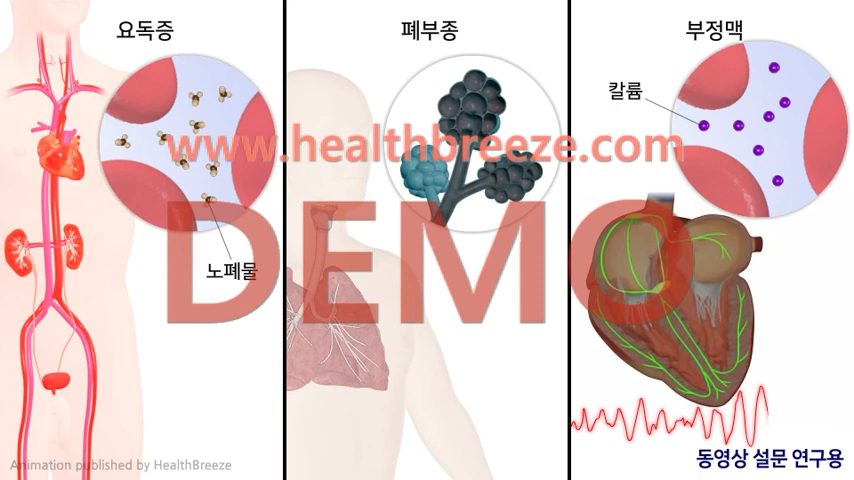 요독증
폐부종
부정맥
칼륨
www.healthbreeze.com
DEMO
노폐물
Animation published by HealthBreeze
동영상 설문 연구용